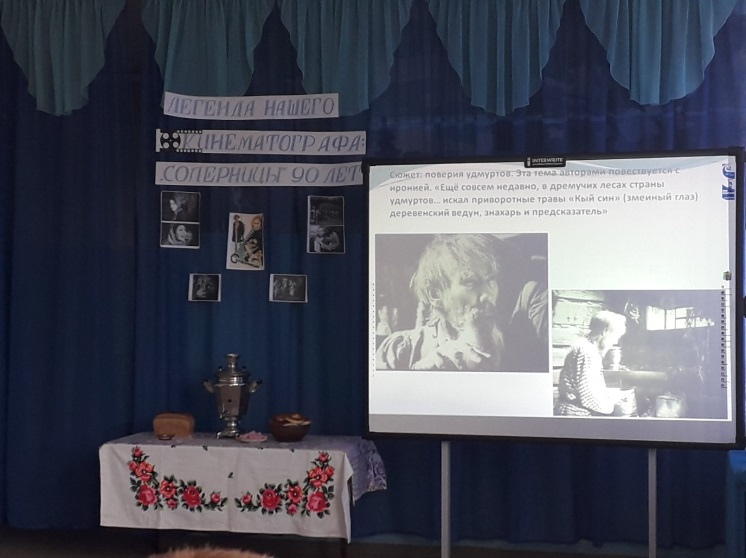 ЛЕГЕНДА НАШЕГО
КИНЕМАТОГРАФА:
"СОПЕРНИЦЫ" 90 ЛЕТ
INTERWRITE
Сюжет: поверия удмуртов. Эта тема авторами повествуется с
иронией. «Ещё совсем недавно, в дремучих лесах страны
удмуртов... искал приворотные травы «Кый син» (змеиный глаз)
деревенский ведун, знахарь и предсказатель»